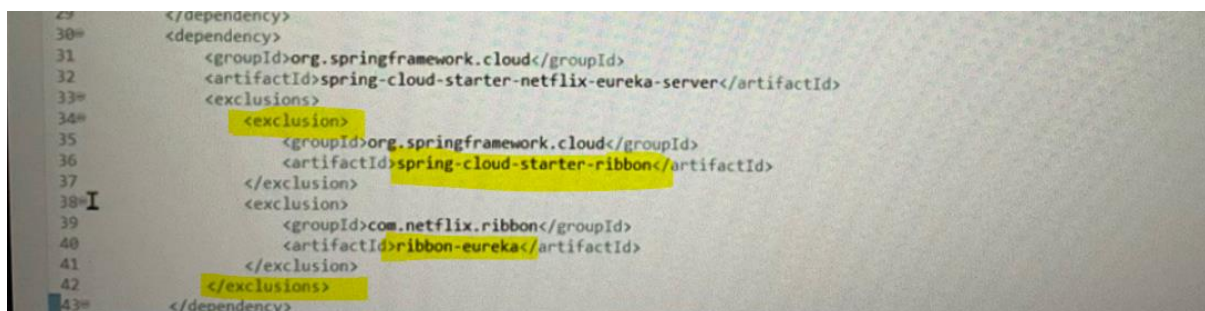 29 </dependency>
30 <dependency>
31 <groupId>org.springframework.cloud</groupId>
32 <artifactId>spring-cloud-starter-netflix-eureka-server</artifactId>
33 <exclusions>
34 <exclusion>
35 <groupId>org.springframework.cloud</groupId>
36 <artifactId>spring-cloud-starter-ribbon</artifactId>
37 </exclusion>
38 <exclusion>
39 <groupId>com.netflix.ribbon</groupId>
40 <artifactId>ribbon-eureka</artifactId>
41 </exclusion>
42 </exclusions>
43 </dependency>